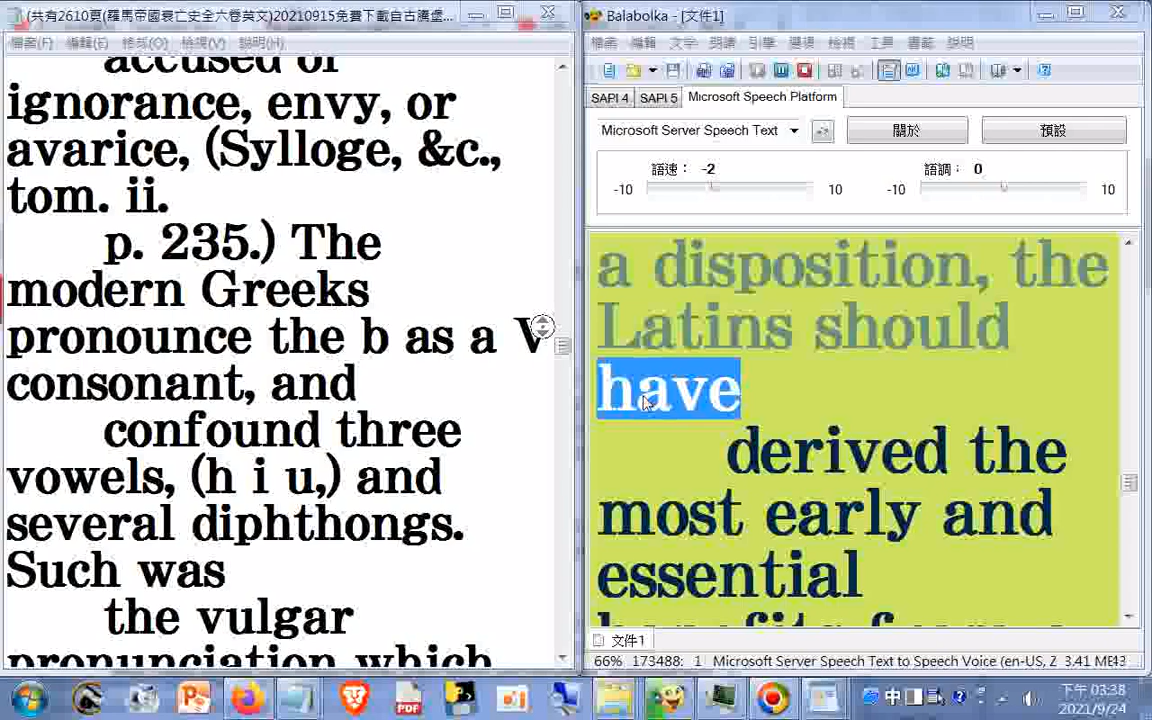 (共有2610頁(羅馬帝國衰亡史全六卷英文)20210915免費下載自古騰堡...
檔案(F) 編輯(E) 格式(O) 檢視(V) 說明(H)
accused of
ignorance, envy, or
avarice, (Sylloge, &c.,
tom. ii.
p. 235.) The
modern Greeks
pronounce the b as a V
consonant, and
confound three
vowels, (h i u,) and
several diphthongs.
Such was
the vulgar
pronunciation which
Balabolka - [文件1]
檔案 編輯 文字 朗讀 引擎 選項 檢視 工具 書籤 說明
SAPI 4 SAPI 5 Microsoft Speech Platform
Microsoft Server Speech Text 關於 預設
語速： -2 語調： 0
-10 10 -10 10
a disposition, the
Latins should
have
derived the
most early and
essential
benefits from a
文件1
66% 173488: 1 Microsoft Server Speech Text to Speech Voice (en-US, Z 3.41 ME43
中 下午 03:38
2021/9/24